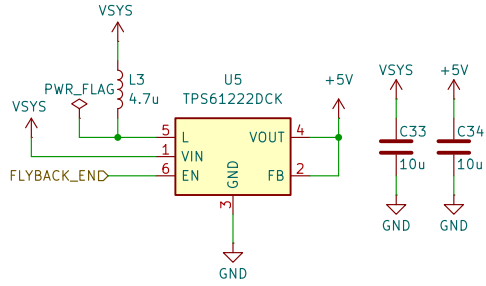 VSYS
L3
4.7u
PWR_FLAG
VSYS
FLYBACK_EN
U5
TPS61222DCK
5
L
1
VIN
6
EN
GND
3
VOUT
4
FB
2
+5V
GND
VSYS
C33
10u
GND
+5V
C34
10u
GND